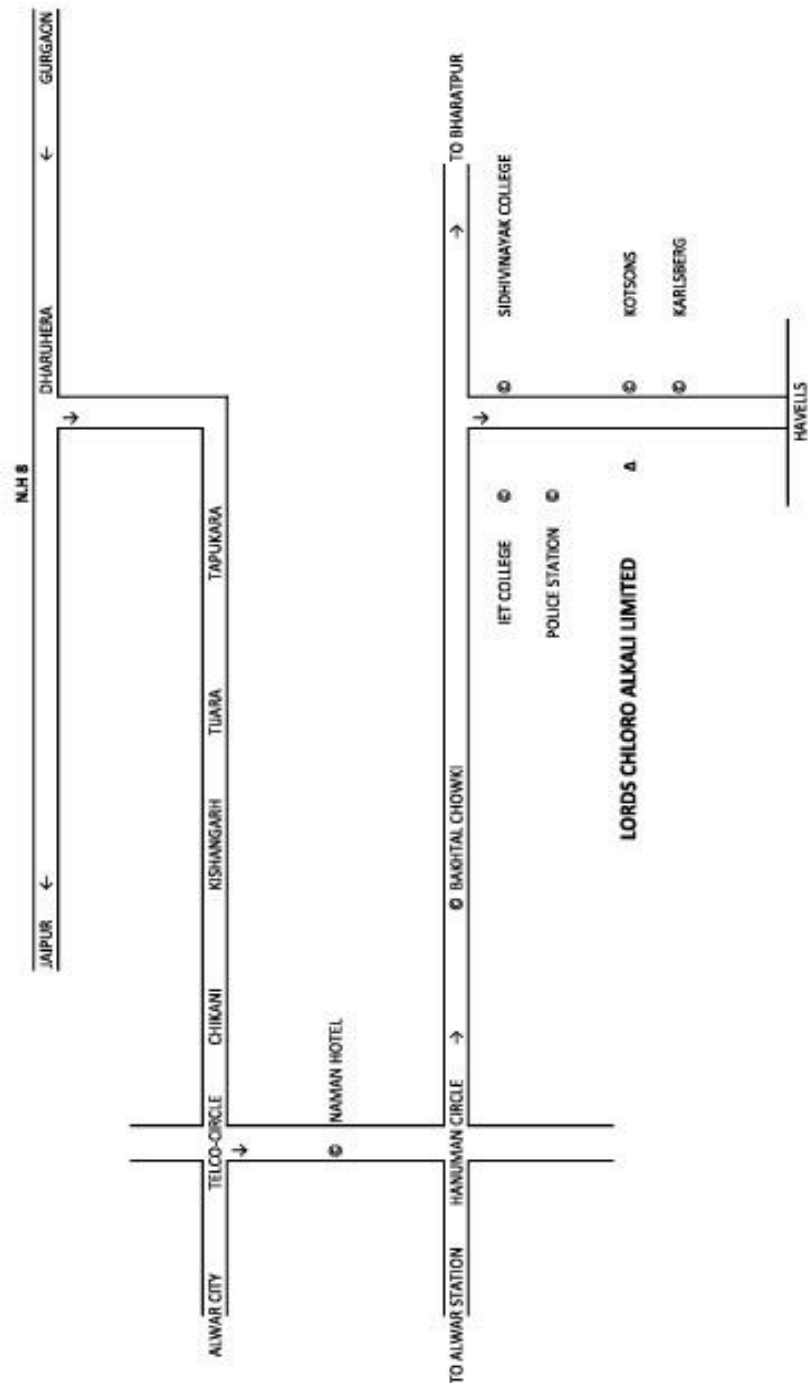 N.H 8
JAIPUR DHARUHERA GURGAON
ALWAR CITY TELCO-CIRCLE CHIKANI KISHANGARH TIJARA TAPUKARA
© NAMAN HOTEL
TO ALWAR STATION HANUMAN CIRCLE © BAKHTAL CHOWKI TO BHARATPUR
IET COLLEGE © © SIDHIVINAYAK COLLEGE
POLICE STATION ©
LORDS CHLORO ALKALI LIMITED Δ © KOTSONS
© KARLSBERG
HAVELLS